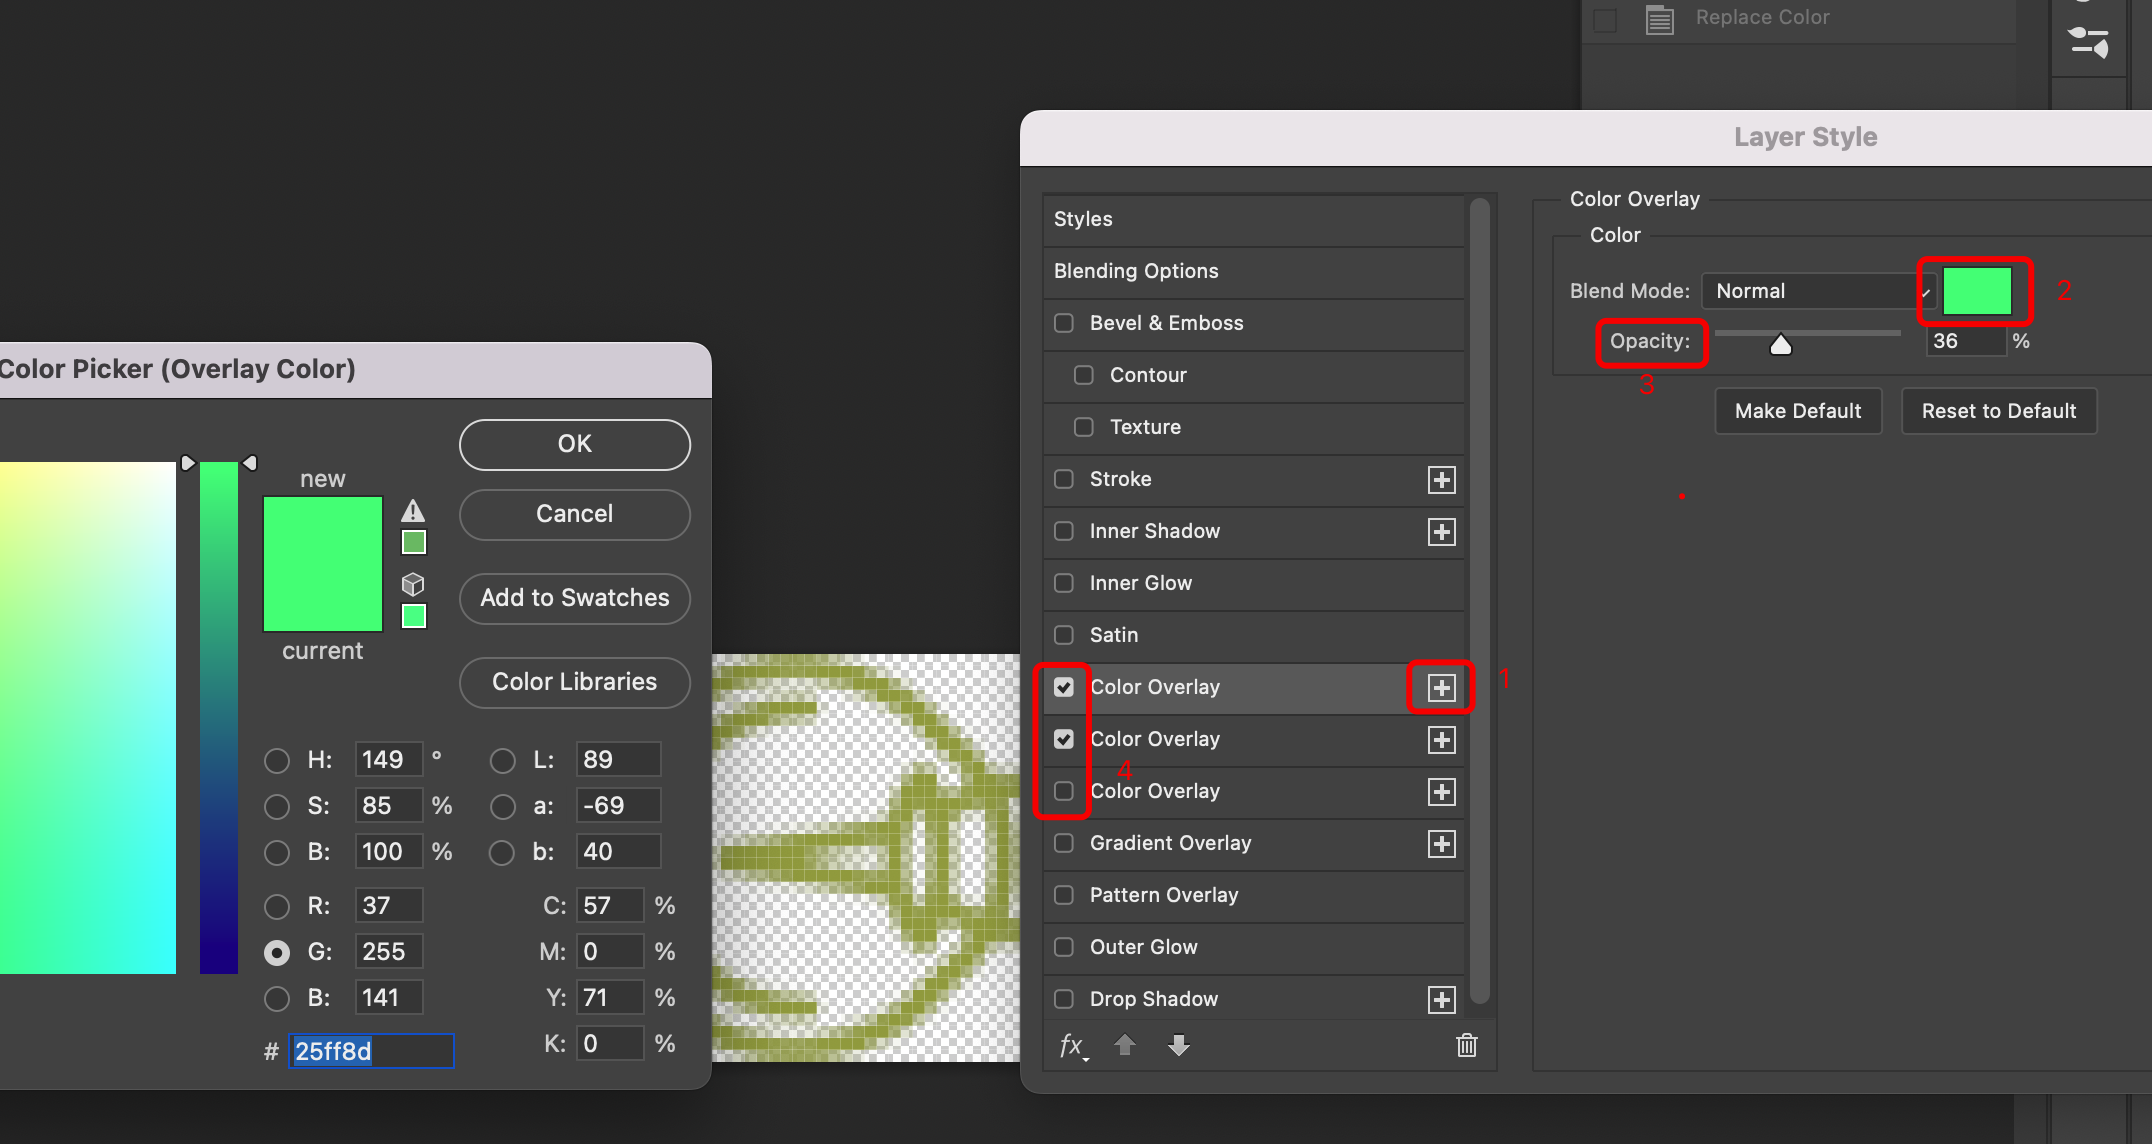 Replace Color
Layer Style
Styles
Blending Options
Bevel & Emboss
Contour
Texture
Stroke
Inner Shadow
Inner Glow
Satin
Color Overlay
1
Color Overlay
4
Color Overlay
Gradient Overlay
Pattern Overlay
Outer Glow
Drop Shadow
fx
Color Overlay
Color
Blend Mode: Normal
2
Opacity: 36 %
3
Make Default Reset to Default
Color Picker (Overlay Color)
new
current
OK
Cancel
Add to Swatches
Color Libraries
H: 149 ° L: 89
S: 85 % a: -69
B: 100 % b: 40
R: 37 C: 57 %
G: 255 M: 0 %
B: 141 Y: 71 %
# 25ff8d K: 0 %